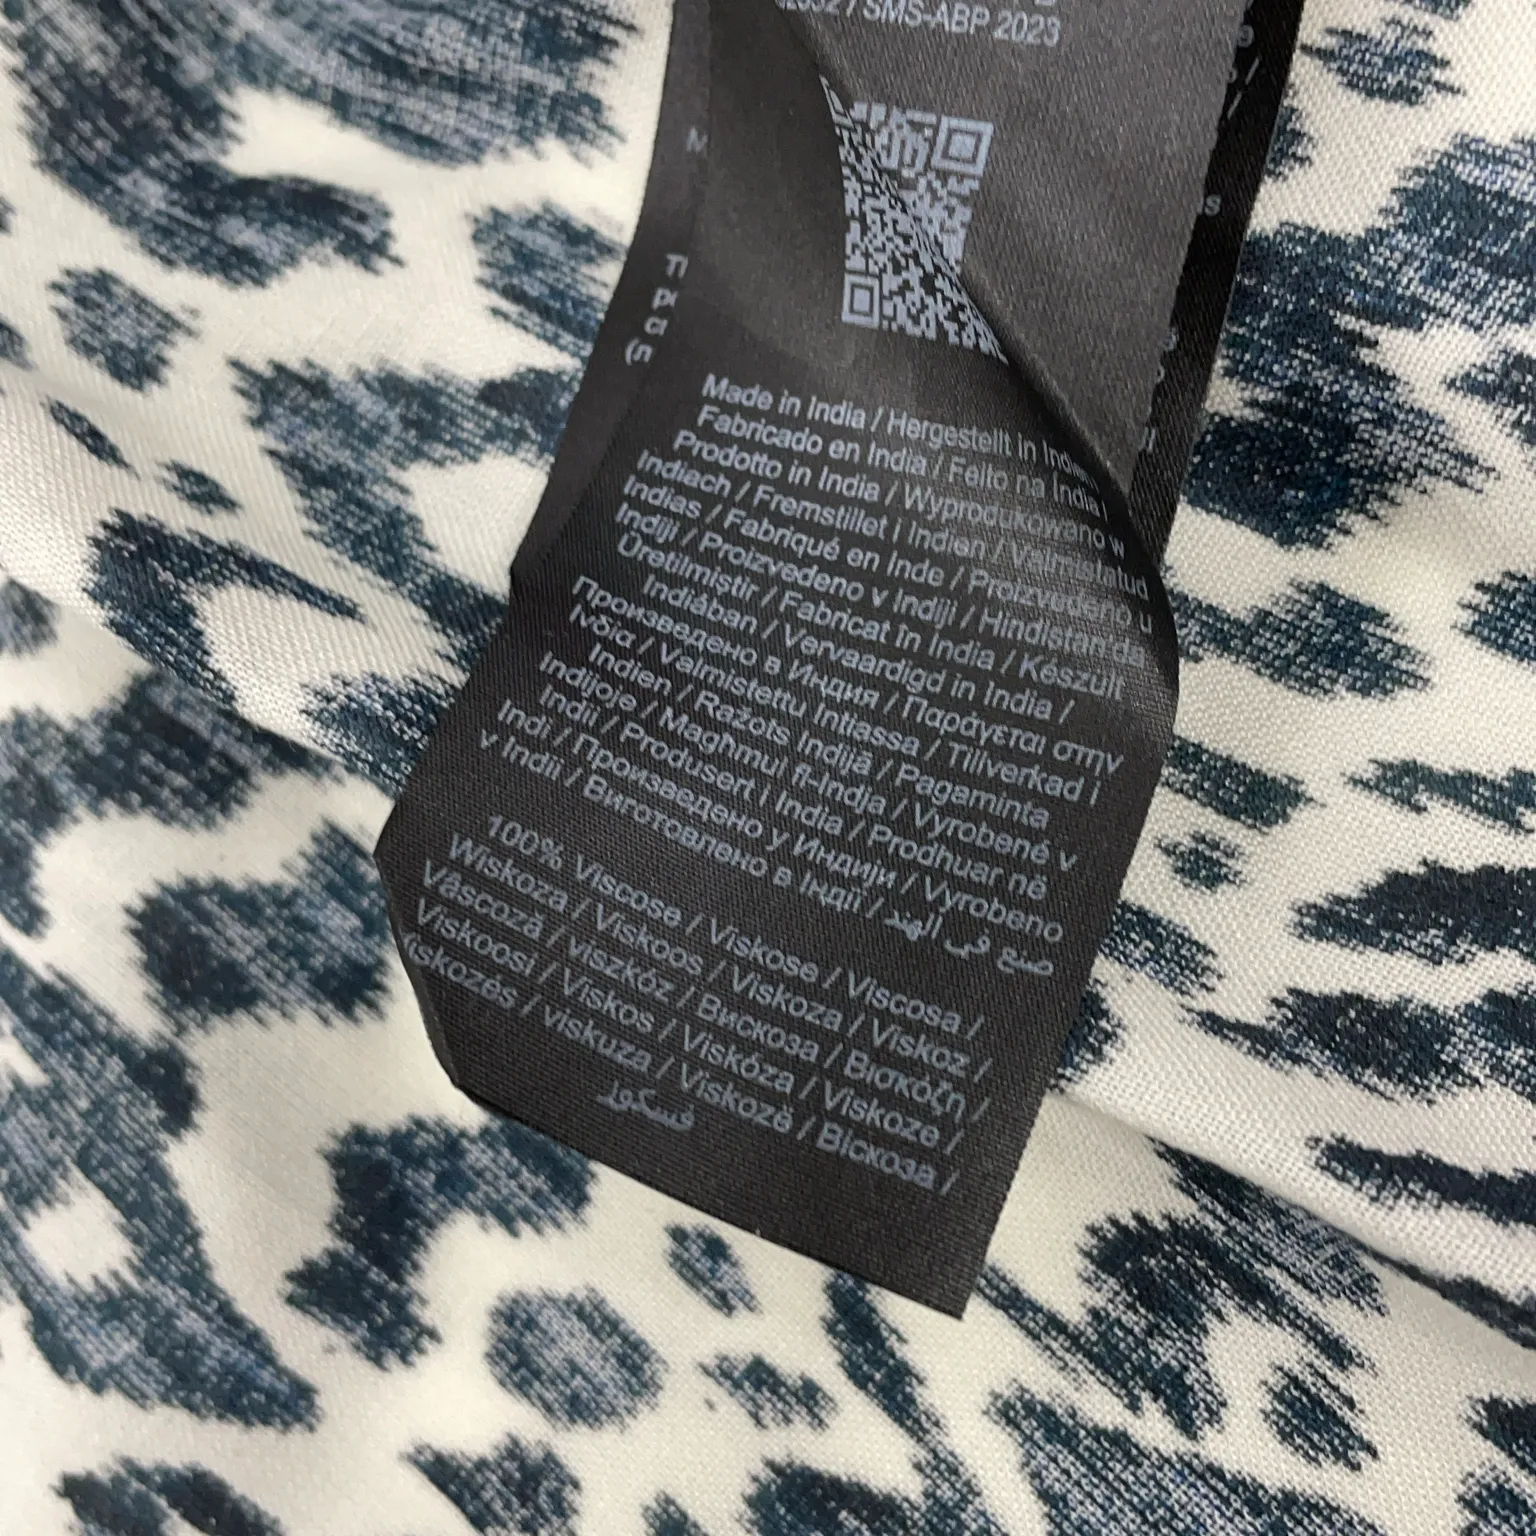 / SMS-ABP 2023
Made in India / Hergestellt in Indien
Fabricado en India / Feito na India /
Prodotto in India / Wyprodukowano w
Indiach / Fremstillet i Indien / Valmistatud
Indias / Fabriqué en Inde / Proizvedeno u
Indiji / Proizvedeno v Indiji / Hindistan'da
Üretilmiştir / Fabricat în India / Készült
Indiában / Vervaardigd in India /
Произведено в Индия / Παράγεται στην
Ινδία / Valmistettu Intiassa / Tillverkad i
Indien / Ražots Indijā / Pagaminta
Indijoje / Magħmul fl-Indja / Vyrobené v
Indii / Produsert i India / Prodhuar në
Indi / Произведено у Индији / Vyrobeno
v Indii / Виготовлено в Індії / صنع في الهند
100% Viscose / Viskose / Viscosa /
Wiskoza / Viskoos / Viskoza / Viskoz /
Vâscoză / viszkóz / Вискоза / Βισκόζη /
Viskoosi / Viskos / Viskóza / Viskoze /
iskozės / viskuza / Viskozë / Віскоза /
فسكوز